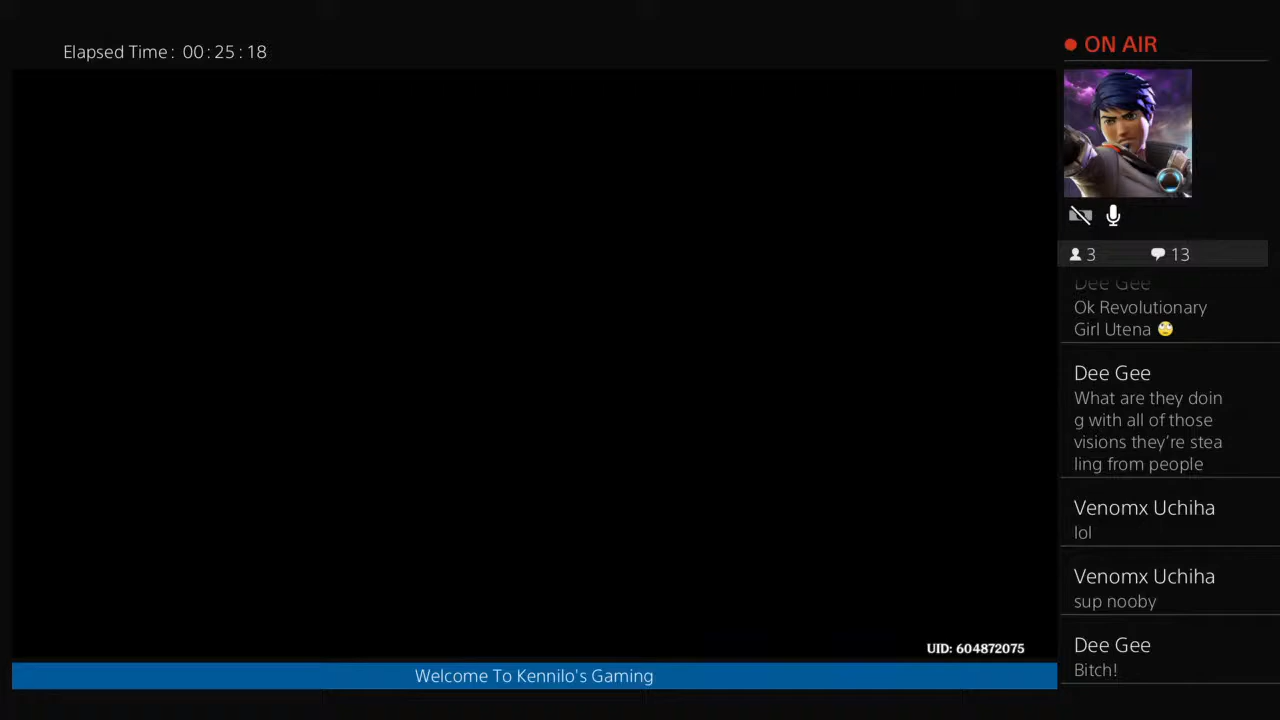 Elapsed Time: 00:25:18
ON AIR
3
13
Dee Gee
Ok Revolutionary
Girl Utena 🙄
Dee Gee
What are they doin
g with all of those
visions they're stea
ling from people
Venomx Uchiha
lol
Venomx Uchiha
sup nooby
Dee Gee
Bitch!
UID: 604872075
Welcome To Kennilo's Gaming